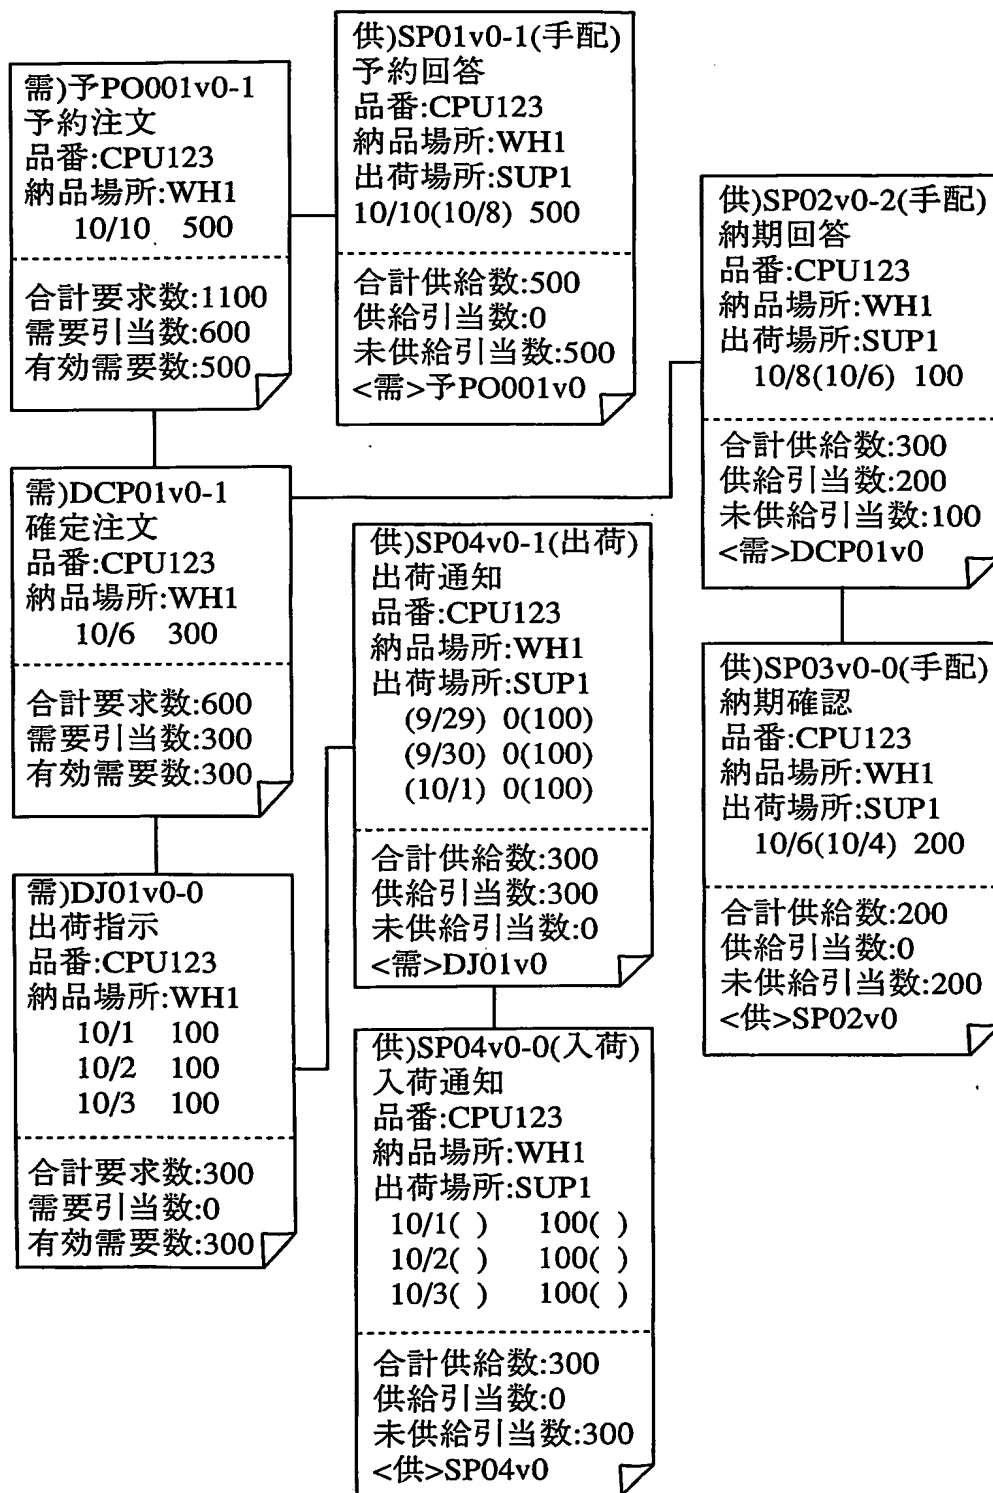 需)予PO001v0-1
予約注文
品番:CPU123
納品場所:WH1
10/10 500
合計要求数:1100
需要引当数:600
有効需要数:500
供)SP01v0-1(手配)
予約回答
品番:CPU123
納品場所:WH1
出荷場所:SUP1
10/10(10/8) 500
合計供給数:500
供給引当数:0
未供給引当数:500
<需>予PO001v0
供)SP02v0-2(手配)
納期回答
品番:CPU123
納品場所:WH1
出荷場所:SUP1
10/8(10/6) 100
合計供給数:300
供給引当数:200
未供給引当数:100
<需>DCP01v0
需)DCP01v0-1
確定注文
品番:CPU123
納品場所:WH1
10/6 300
合計要求数:600
需要引当数:300
有効需要数:300
供)SP04v0-1(出荷)
出荷通知
品番:CPU123
納品場所:WH1
出荷場所:SUP1
(9/29) 0(100)
(9/30) 0(100)
(10/1) 0(100)
合計供給数:300
供給引当数:300
未供給引当数:0
<需>DJ01v0
供)SP03v0-0(手配)
納期確認
品番:CPU123
納品場所:WH1
出荷場所:SUP1
10/6(10/4) 200
合計供給数:200
供給引当数:0
未供給引当数:200
<供>SP02v0
需)DJ01v0-0
出荷指示
品番:CPU123
納品場所:WH1
10/1 100
10/2 100
10/3 100
合計要求数:300
需要引当数:0
有効需要数:300
供)SP04v0-0(入荷)
入荷通知
品番:CPU123
納品場所:WH1
出荷場所:SUP1
10/1( ) 100( )
10/2( ) 100( )
10/3( ) 100( )
合計供給数:300
供給引当数:0
未供給引当数:300
<供>SP04v0